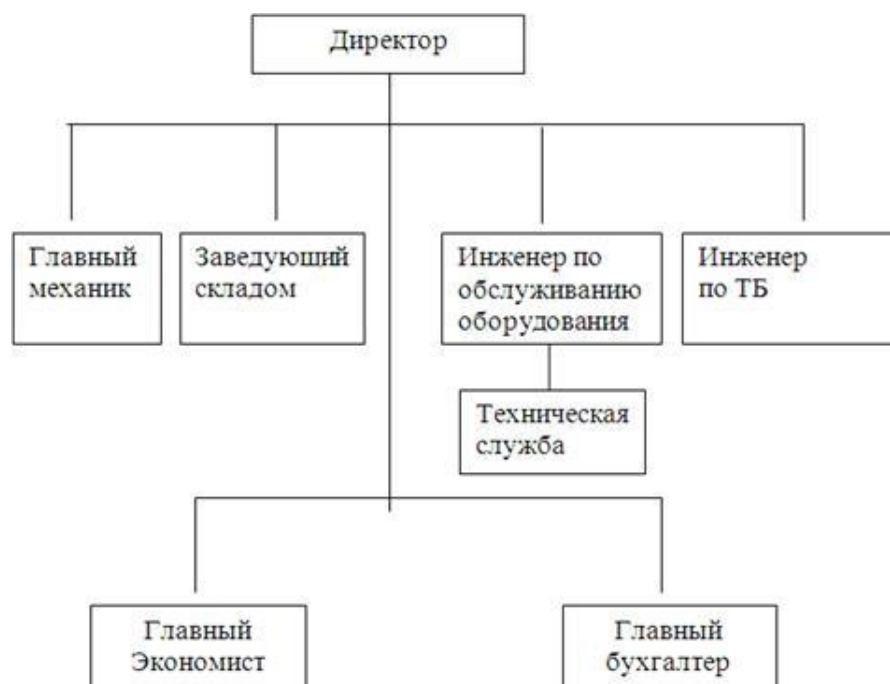 Директор
Главный
механик
Заведующий
складом
Инженер по
обслуживанию
оборудования
Инженер
по ТБ
Техническая
служба
Главный
Экономист
Главный
бухгалтер